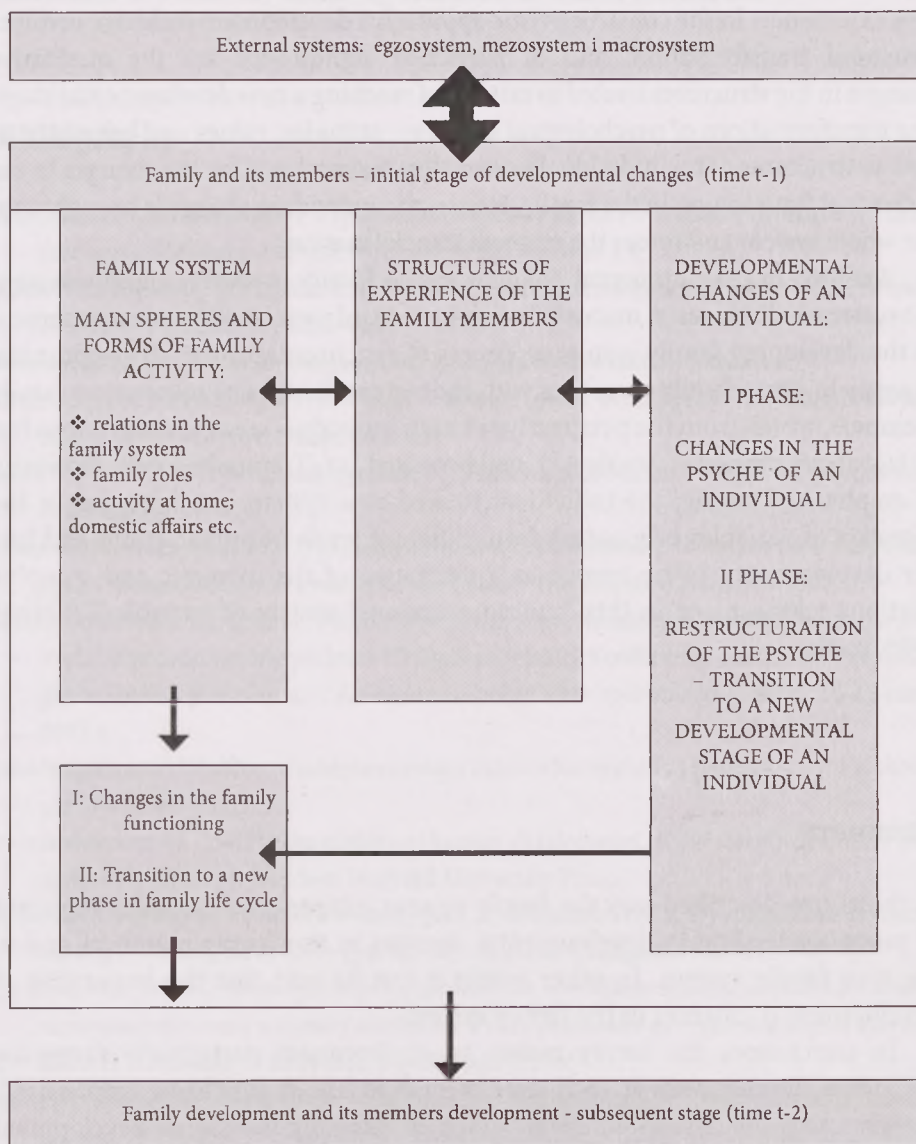 External systems: egzosystem, mezosystem i macrosystem
Family and its members – initial stage of developmental changes (time t-1)
FAMILY SYSTEM
MAIN SPHERES AND
FORMS OF FAMILY
ACTIVITY:
❖ relations in the
family system
❖ family roles
❖ activity at home;
domestic affairs etc.
STRUCTURES OF
EXPERIENCE OF THE
FAMILY MEMBERS
DEVELOPMENTAL
CHANGES OF AN
INDIVIDUAL:
I PHASE:
CHANGES IN THE
PSYCHE OF AN
INDIVIDUAL
II PHASE:
RESTRUCTURATION
OF THE PSYCHE
– TRANSITION
TO A NEW
DEVELOPMENTAL
STAGE OF AN
INDIVIDUAL
I: Changes in the family
functioning
II: Transition to a new
phase in family life cycle
Family development and its members development - subsequent stage (time t-2)